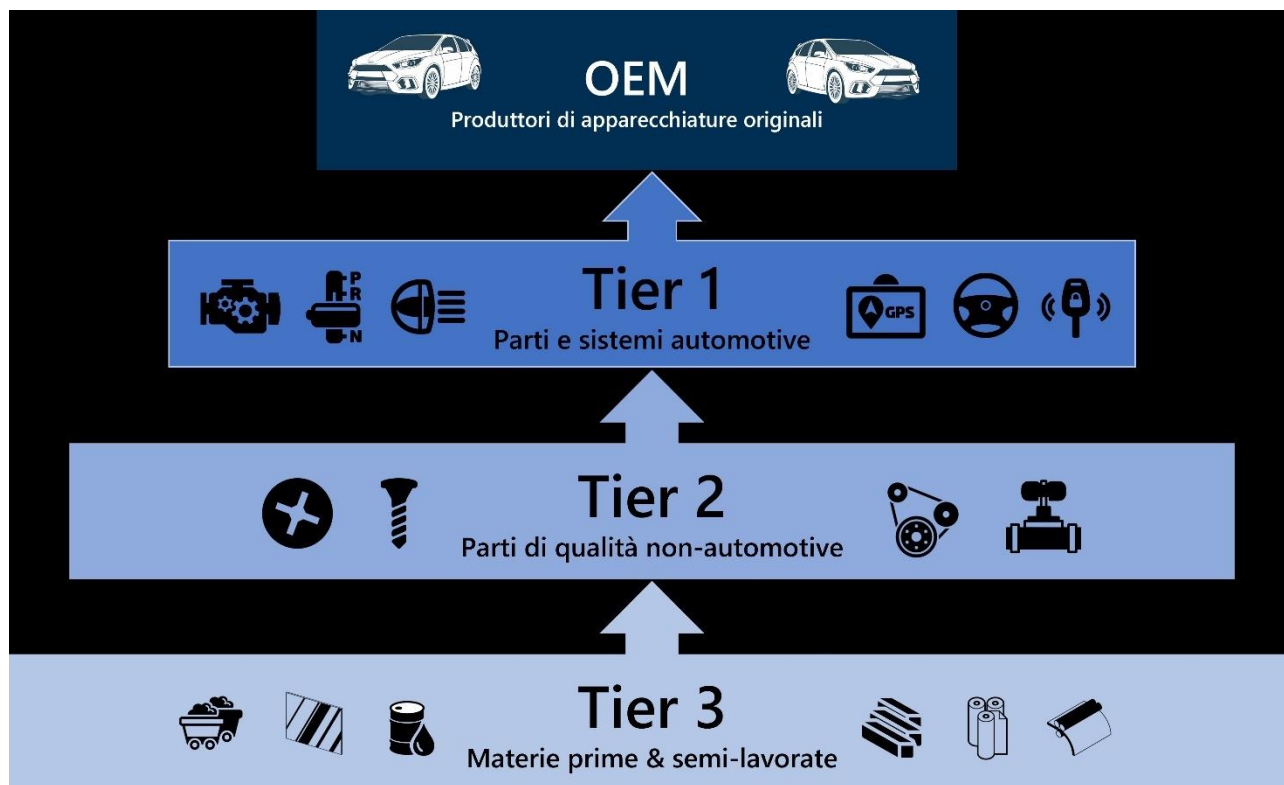 OEM
Produttori di apparecchiature originali
P
R
N
Tier 1
Parti e sistemi automotive
GPS
Tier 2
Parti di qualità non-automotive
Tier 3
Materie prime & semi-lavorate